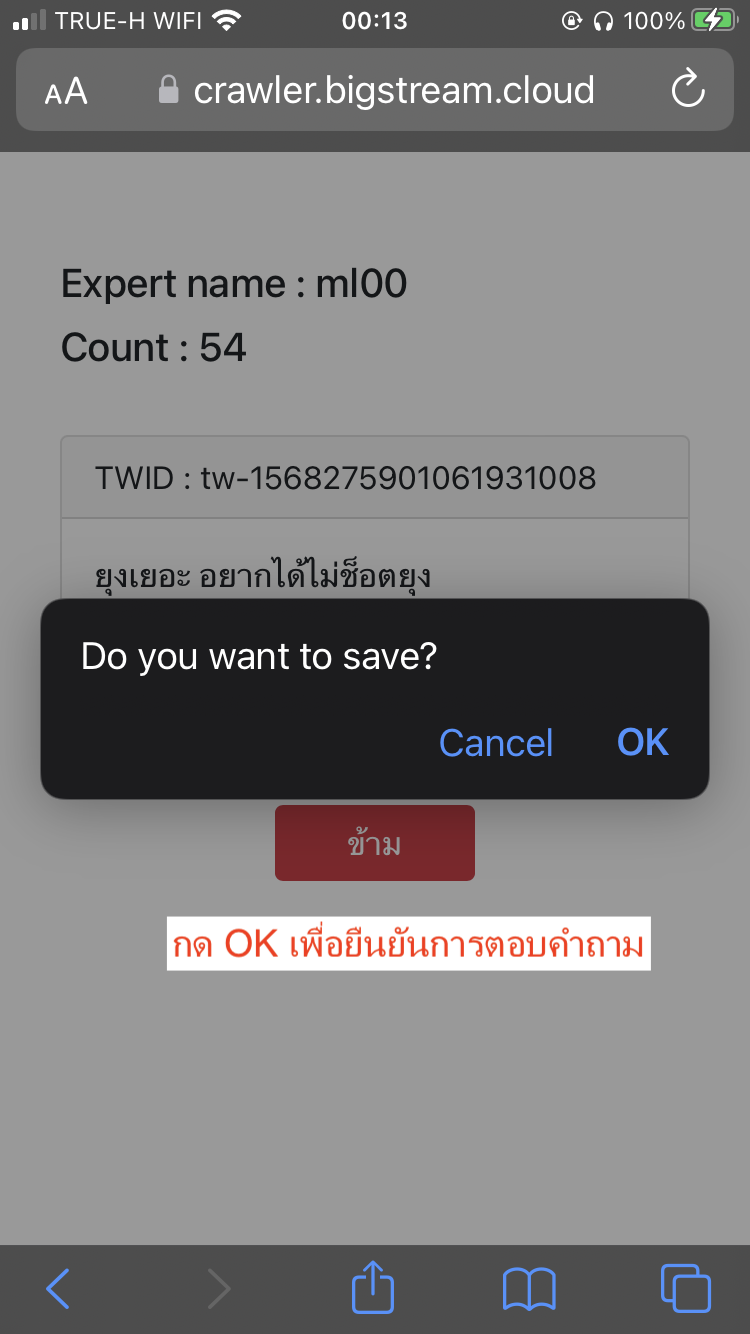 TRUE-H WIFI 00:13 100%
AA crawler.bigstream.cloud
Expert name : ml00
Count : 54
TWID : tw-1568275901061931008
ยุงเยอะ อยากได้ไม่ช็อตยุง
Do you want to save?
Cancel OK
ข้าม
กด OK เพื่อยืนยันการตอบคำถาม